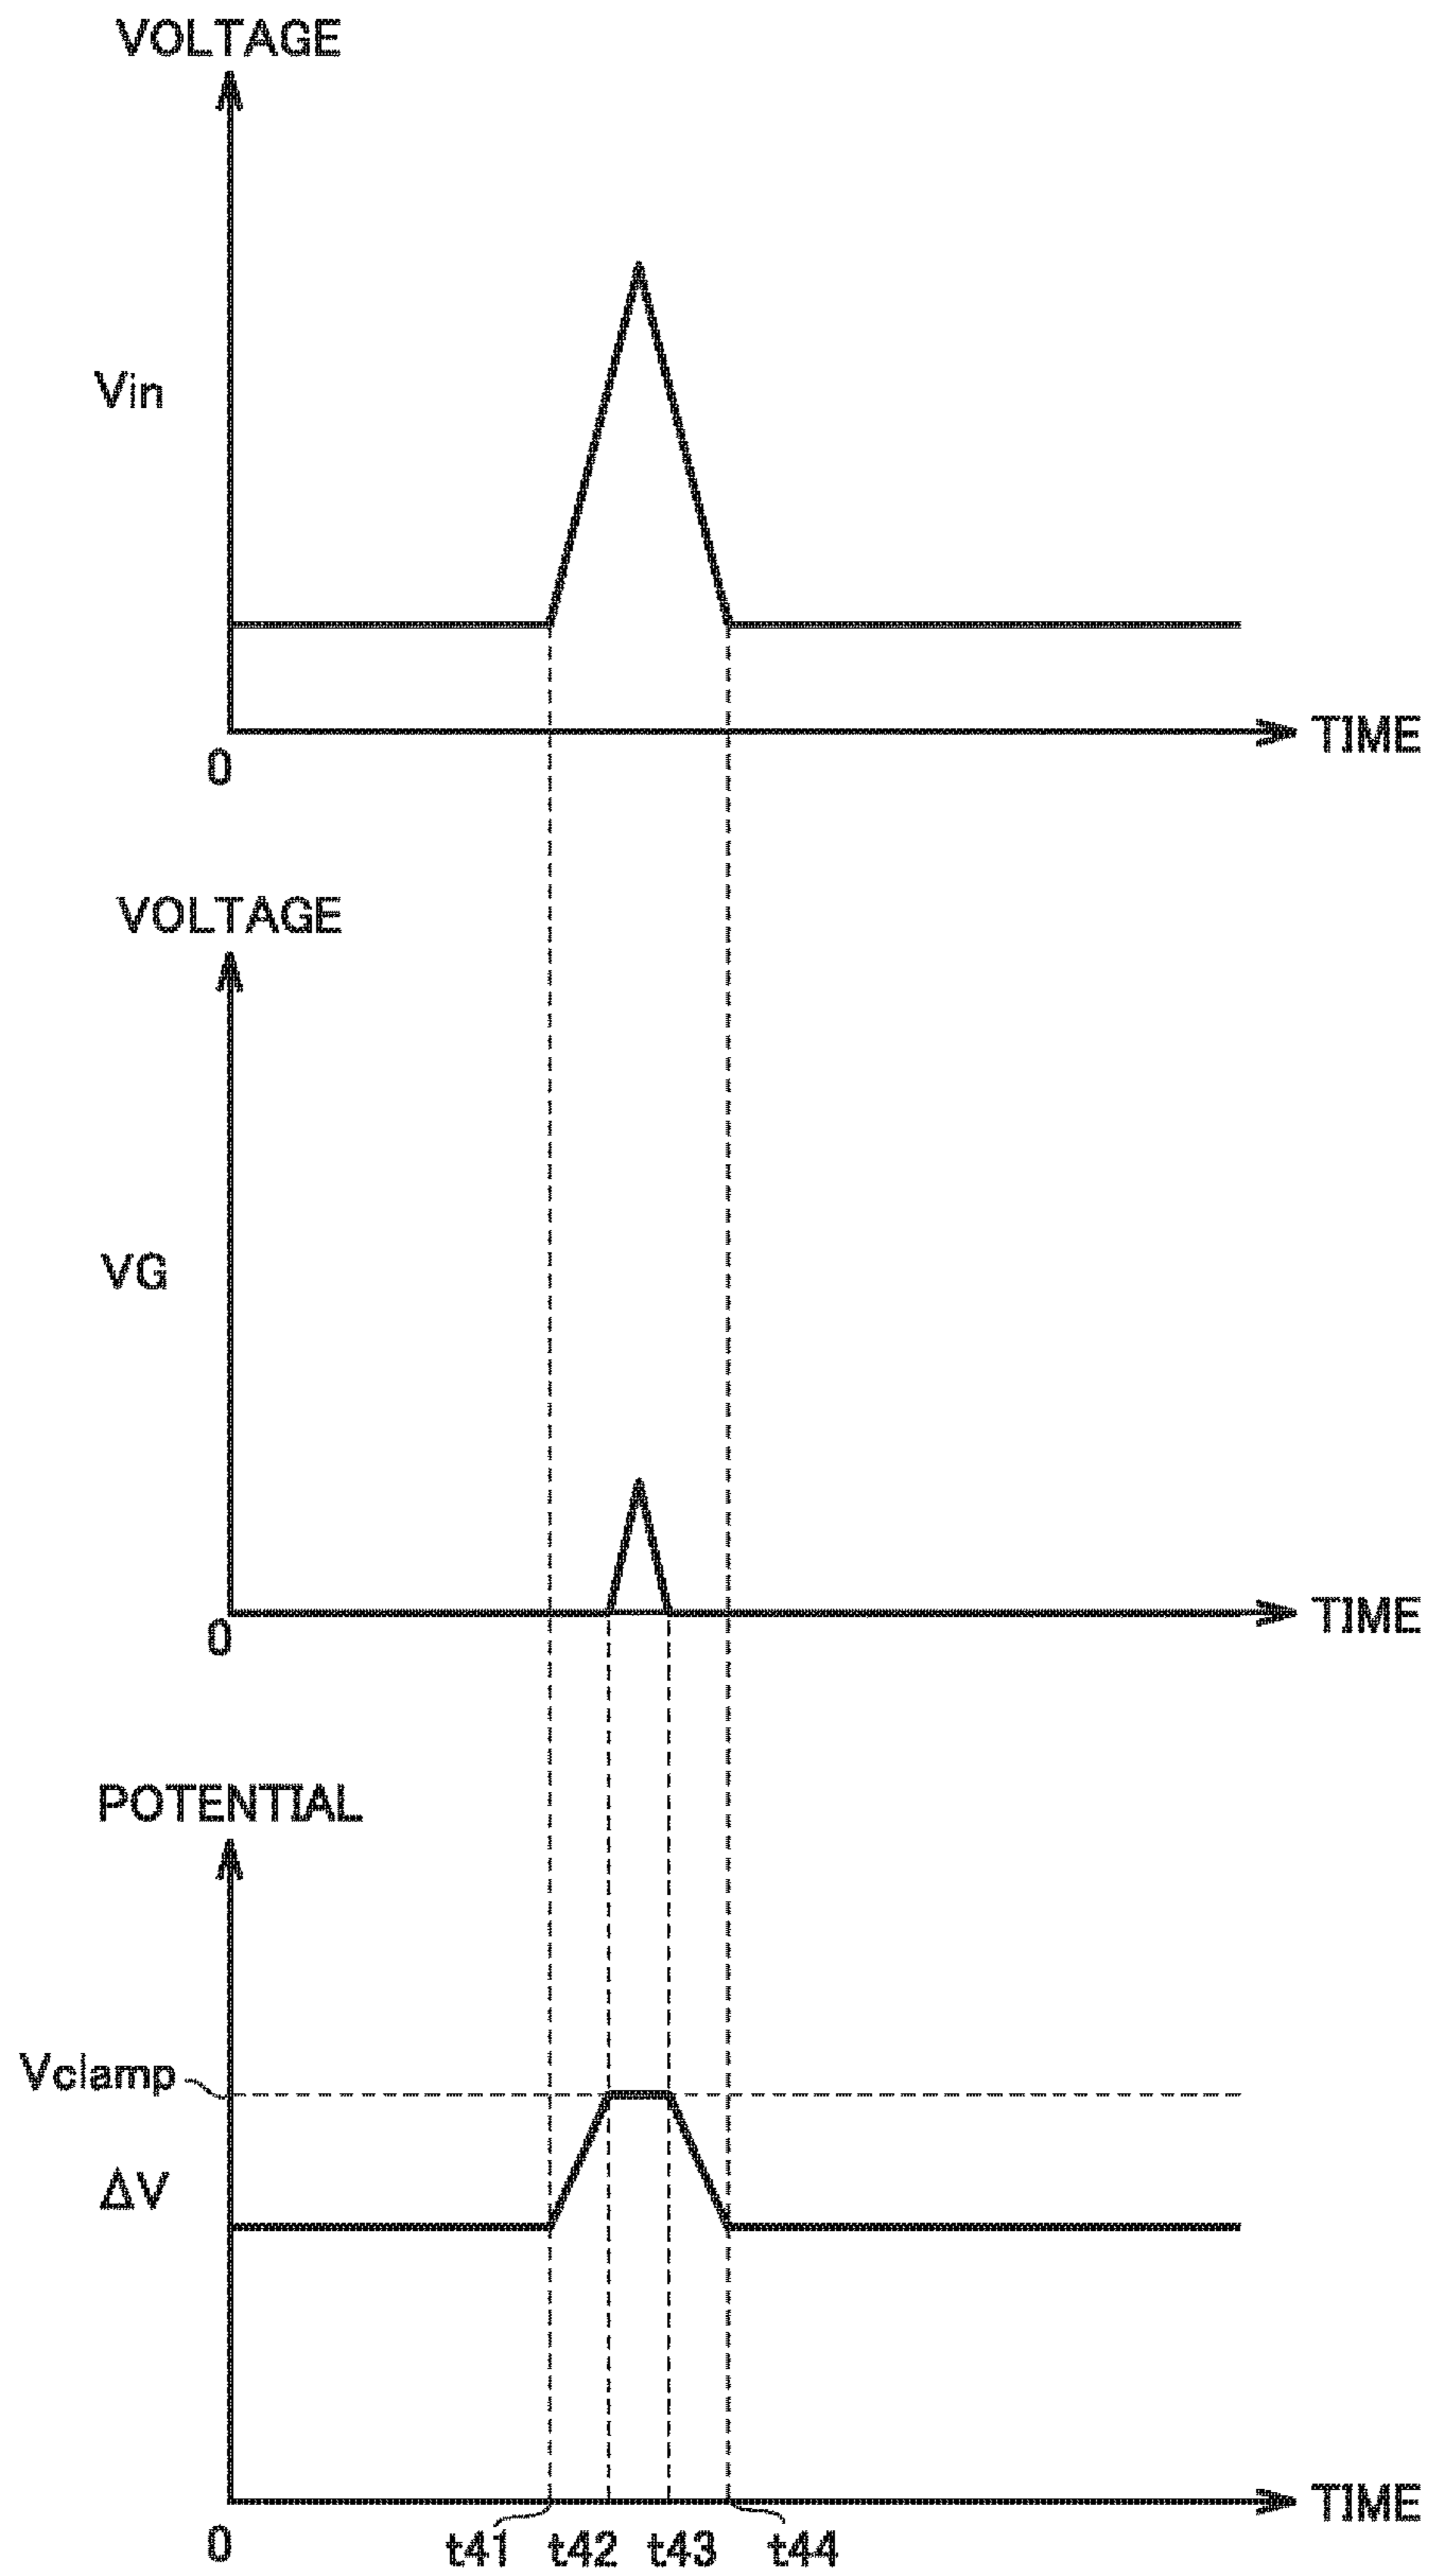 VOLTAGE
Vin
TIME
0
VOLTAGE
VG
TIME
0
POTENTIAL
Vclamp
ΔV
TIME
0
t41 t42 t43 t44